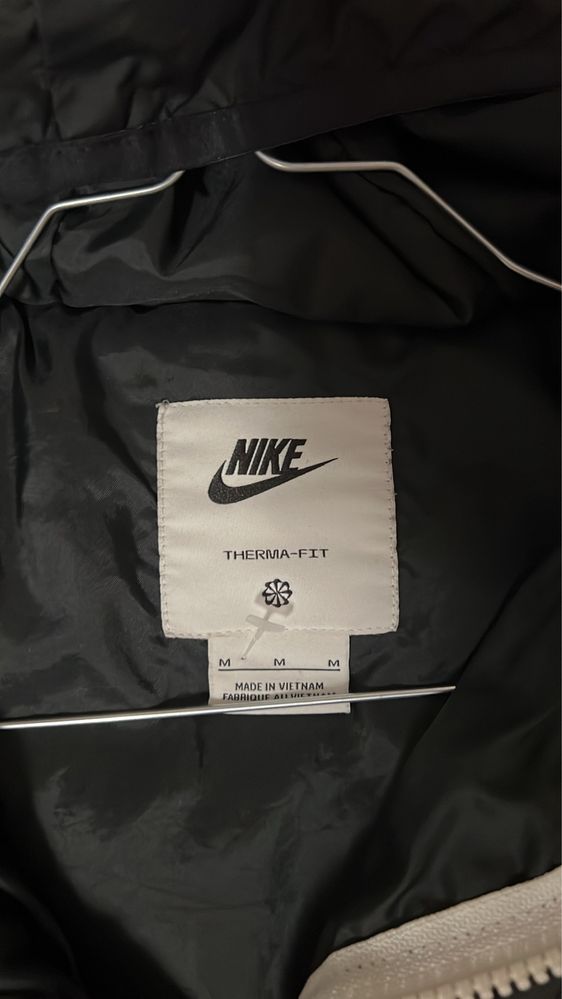 NIKE
THERMA-FIT
M M M
MADE IN VIETNAM
FABRIQUE AU VIETNAM